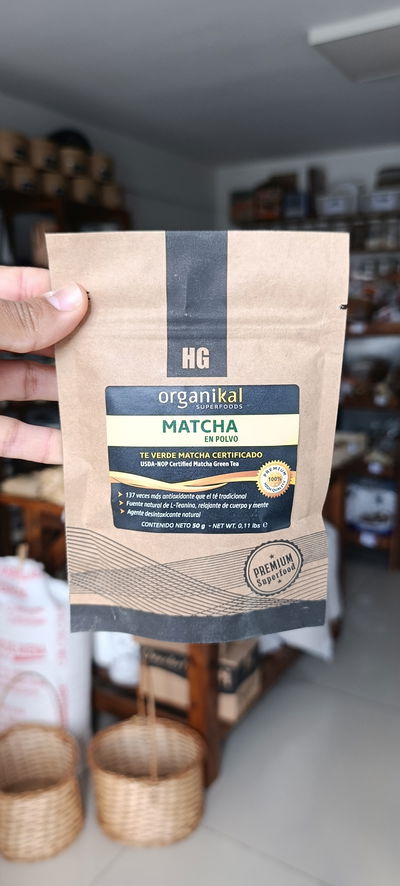 HG
organikal
SUPERFOODS
MATCHA
EN POLVO
TE VERDE MATCHA CERTIFICADO
USDA-NOP Certified Matcha Green Tea
PREMIUM
100%
137 veces más antioxidante que el té tradicional
Fuente natural de L-Teanina, relajante de cuerpo y mente
Agente desintoxicante natural
CONTENIDO NETO 50 g - NET WT. 0,11 lbs ℮
PREMIUM
Superfood